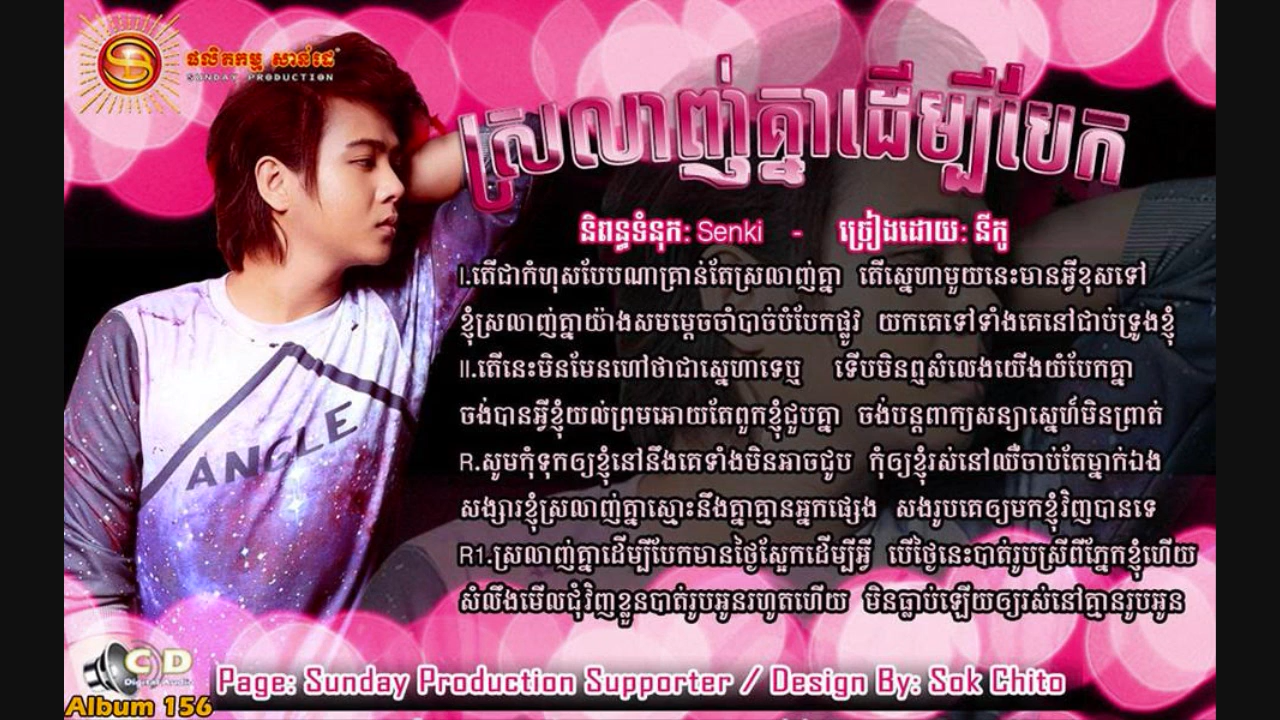 ផលិតកម្ម សាន់ដេ
SUNDAY PRODUCTION
ស្រលាញ់គ្នាដើម្បីបែក
និពន្ធទំនុក: Senki - ច្រៀងដោយ: នីកូ
I.តើជាកំហុសបែបណាគ្រាន់តែស្រលាញ់គ្នា តើស្នេហាមួយនេះមានអ្វីខុសទៅ
ខ្ញុំស្រលាញ់គ្នាយ៉ាងសមម្ដេចចាំបាច់បំបែកផ្លូវ យកគេទៅទាំងគេនៅជាប់ទ្រូងខ្ញុំ
II.តើនេះមិនមែនហៅថាជាស្នេហាទេឬ ទើបមិនឮសំលេងយើងយំបែកគ្នា
ចង់បានអ្វីខ្ញុំយល់ព្រមអោយតែពួកខ្ញុំជួបគ្នា ចង់បន្តពាក្យសន្យាស្នេហ៍មិនព្រាត់
R.សូមកុំទុកឲ្យខ្ញុំនៅនឹងគេទាំងមិនអាចជូប កុំឲ្យខ្ញុំរស់នៅឈឺចាប់តែម្នាក់ឯង
សង្សារខ្ញុំស្រលាញ់គ្នាស្មោះនឹងគ្នាគ្មានអ្នកផ្សេង សងរូបគេឲ្យមកខ្ញុំវិញបានទេ
R1.ស្រលាញ់គ្នាដើម្បីបែកមានថ្ងៃស្អែកដើម្បីអ្វី បើថ្ងៃនេះបាត់រូបស្រីពីភ្នែកខ្ញុំហើយ
សំលឹងមើលជុំវិញខ្លួនបាត់រូបអូនរហូតហើយ មិនធ្លាប់ឡើយឲ្យរស់នៅគ្មានរូបអូន
ANGLE
CD
Digital Audio
Album 156
Page: Sunday Production Supporter / Design By: Sok Chito